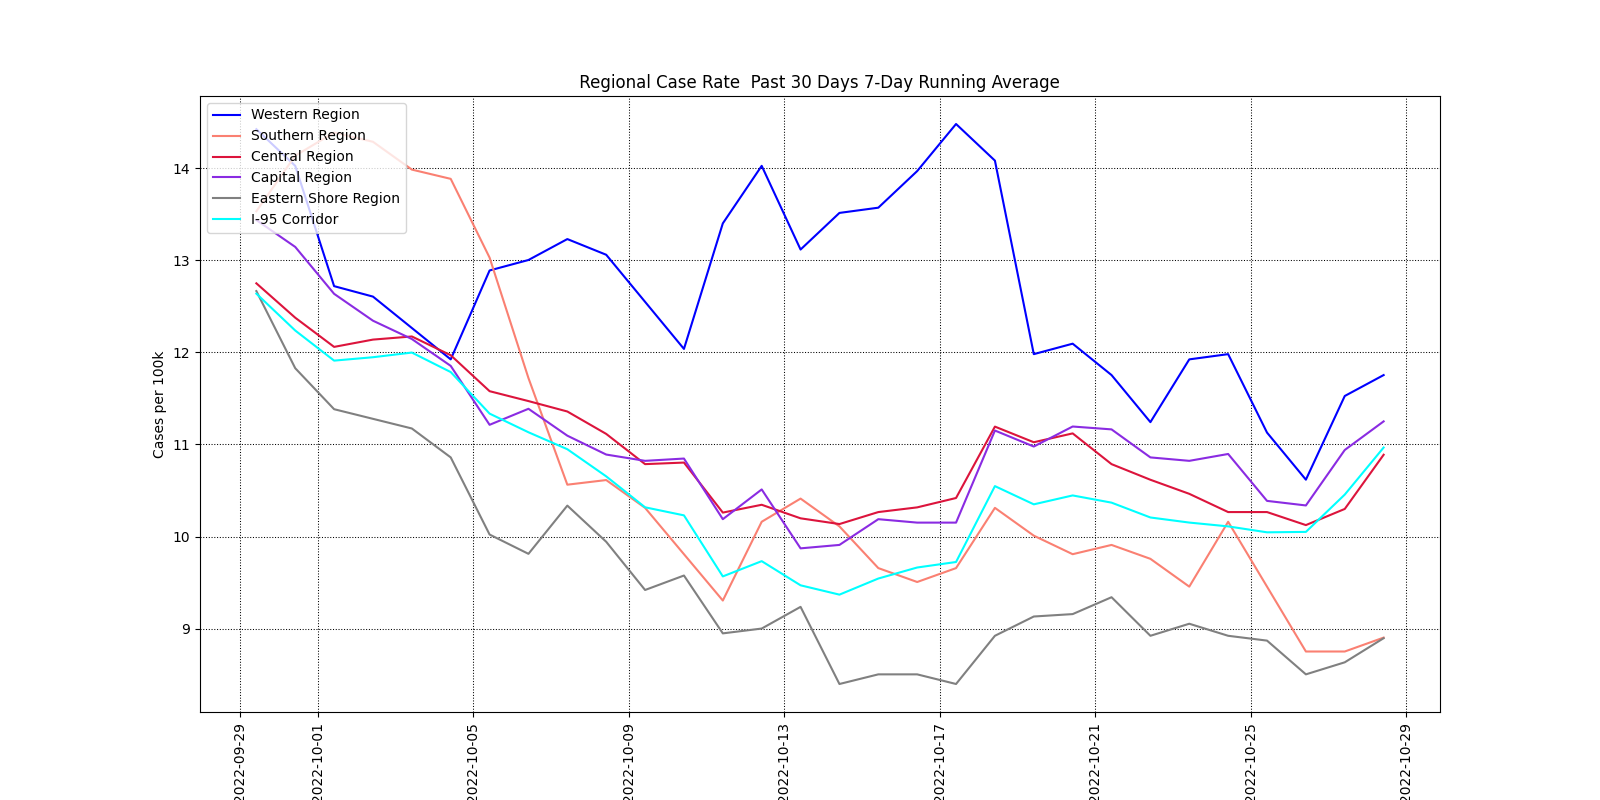 Regional Case Rate  Past 30 Days 7-Day Running Average
Western Region
Southern Region
Central Region
Capital Region
Eastern Shore Region
I-95 Corridor
Cases per 100k
14
13
12
11
10
9
2022-09-29
2022-10-01
2022-10-05
2022-10-09
2022-10-13
2022-10-17
2022-10-21
2022-10-25
2022-10-29